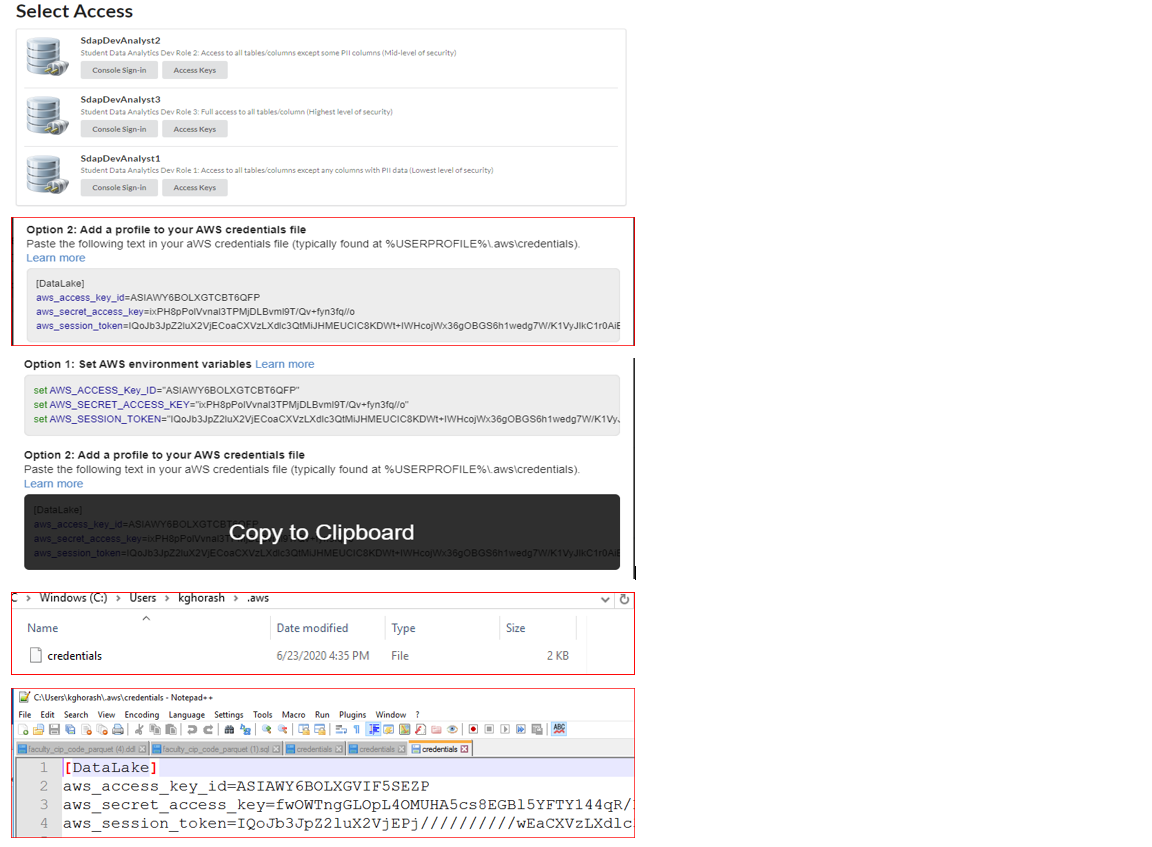 Select Access
SdapDevAnalyst2
Student Data Analytics Dev Role 2: Access to all tables/columns except some PII columns (Mid-level of security)
Console Sign-in Access Keys
SdapDevAnalyst3
Student Data Analytics Dev Role 3: Full access to all tables/column (Highest level of security)
Console Sign-in Access Keys
SdapDevAnalyst1
Student Data Analytics Dev Role 1: Access to all tables/columns except any columns with PII data (Lowest level of security)
Console Sign-in Access Keys
Option 2: Add a profile to your AWS credentials file
Paste the following text in your aWS credentials file (typically found at %USERPROFILE%\.aws\credentials).
Learn more
[DataLake]
aws_access_key_id=ASIAWY6BOLXGTCBT6QFP
aws_secret_access_key=ixPH8pPolVvnaI3TPMjDLBvmI9T/Qv+fyn3fq//o
aws_session_token=IQoJb3JpZ2luX2VjECoaCXVzLXdlc3QtMiJHMEUCIC8KDWt+IWHcojWx36gOBGS6h1wedg7W/K1VyJIkC1r0AiE
Option 1: Set AWS environment variables Learn more
set AWS_ACCESS_Key_ID="ASIAWY6BOLXGTCBT6QFP"
set AWS_SECRET_ACCESS_KEY="ixPH8pPolVvnaI3TPMjDLBvmI9T/Qv+fyn3fq//o"
set AWS_SESSION_TOKEN="IQoJb3JpZ2luX2VjECoaCXVzLXdlc3QtMiJHMEUCIC8KDWt+IWHcojWx36gOBGS6h1wedg7W/K1VyJ
Option 2: Add a profile to your AWS credentials file
Paste the following text in your aWS credentials file (typically found at %USERPROFILE%\.aws\credentials).
Learn more
[DataLake]
aws_access_key_id=ASIAWY6BOLXGTCBT6QFP
Copy to Clipboard
aws_secret_access_key=ixPH8pPolVvnaI3TPMjDLBvmI9T/Qv+fyn3fq//o
aws_session_token=IQoJb3JpZ2luX2VjECoaCXVzLXdlc3QtMiJHMEUCIC8KDWt+IWHcojWx36gOBGS6h1wedg7W/K1VyJIkC1r0AiE
C > Windows (C:) > Users > kghorash > .aws
Name Date modified Type Size
credentials 6/23/2020 4:35 PM File 2 KB
C:\Users\kghorash\.aws\credentials - Notepad++
File Edit Search View Encoding Language Settings Tools Macro Run Plugins Window ?
faculty_cip_code_parquet (4).ddl faculty_cip_code_parquet (1).sql credentials credentials credentials
1 [DataLake]
2 aws_access_key_id=ASIAWY6BOLXGVIF5SEZP
3 aws_secret_access_key=fwOWTngGLOpL4OMUHA5cs8EGBl5YFTY144qR/
4 aws_session_token=IQoJb3JpZ2luX2VjEPj//////////wEaCXVzLXdlc